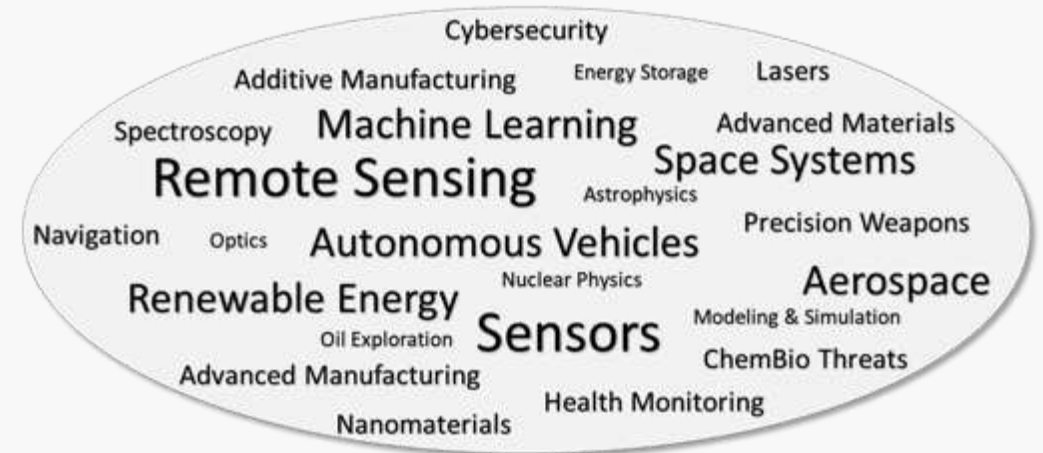 Cybersecurity
Additive Manufacturing
Energy Storage
Lasers
Spectroscopy
Machine Learning
Advanced Materials
Remote Sensing
Space Systems
Astrophysics
Navigation
Optics
Autonomous Vehicles
Precision Weapons
Nuclear Physics
Renewable Energy
Aerospace
Oil Exploration
Sensors
Modeling & Simulation
Advanced Manufacturing
ChemBio Threats
Nanomaterials
Health Monitoring